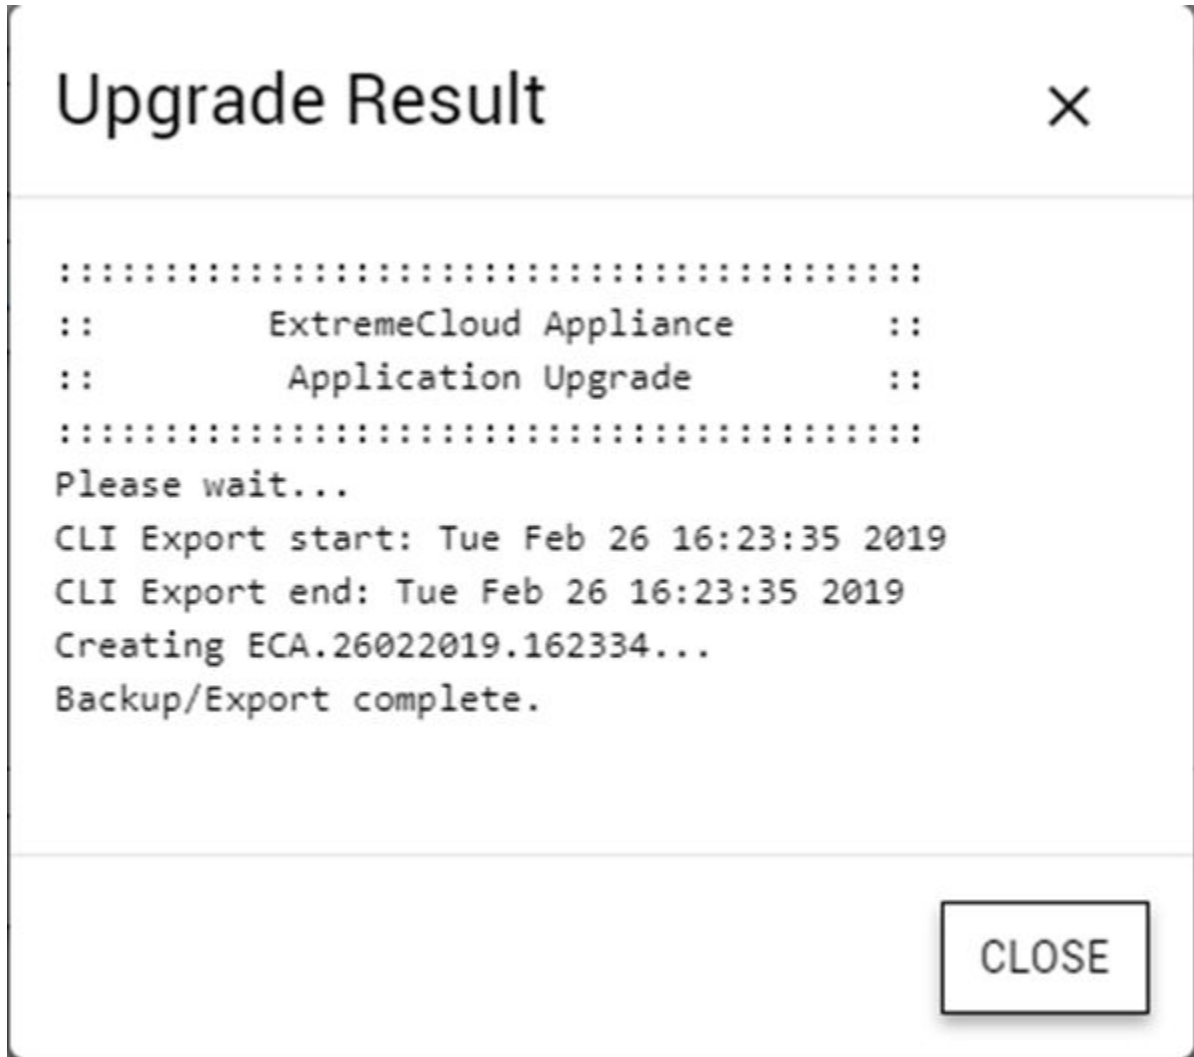 Upgrade Result
:::::::::::::::::::::::::::::::::::::::::
:: ExtremeCloud Appliance ::
:: Application Upgrade ::
:::::::::::::::::::::::::::::::::::::::::
Please wait...
CLI Export start: Tue Feb 26 16:23:35 2019
CLI Export end: Tue Feb 26 16:23:35 2019
Creating ECA.26022019.162334...
Backup/Export complete.
CLOSE